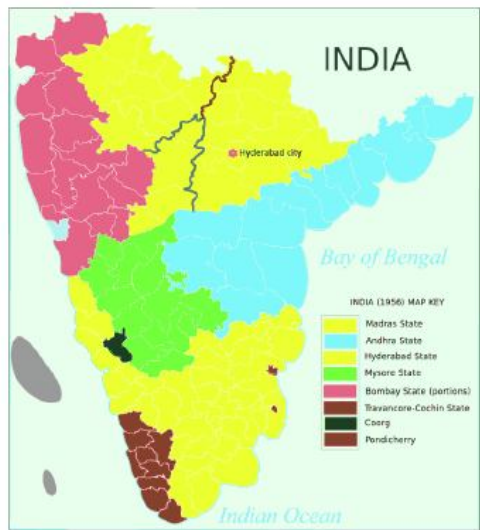 INDIA
Hyderabad city
Bay of Bengal
INDIA (1956) MAP KEY
Madras State
Andhra State
Hyderabad State
Mysore State
Bombay State (portions)
Travancore-Cochin State
Coorg
Pondicherry
Indian Ocean